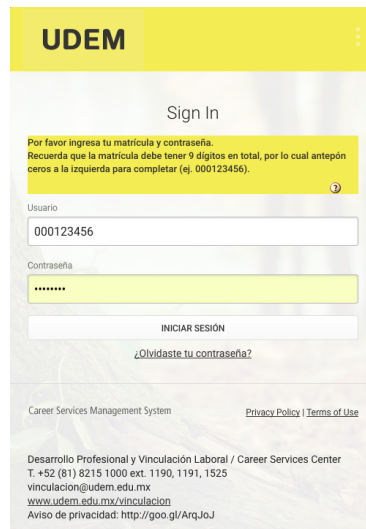 UDEM
Sign In
Por favor ingresa tu matrícula y contraseña.
Recuerda que la matrícula debe tener 9 dígitos en total, por lo cual antepón
ceros a la izquierda para completar (ej. 000123456).
?
Usuario
000123456
Contraseña
••••••••
INICIAR SESIÓN
¿Olvidaste tu contraseña?
Career Services Management System Privacy Policy | Terms of Use
Desarrollo Profesional y Vinculación Laboral / Career Services Center
T. +52 (81) 8215 1000 ext. 1190, 1191, 1525
vinculacion@udem.edu.mx
www.udem.edu.mx/vinculacion
Aviso de privacidad: http://goo.gl/ArqJoJ